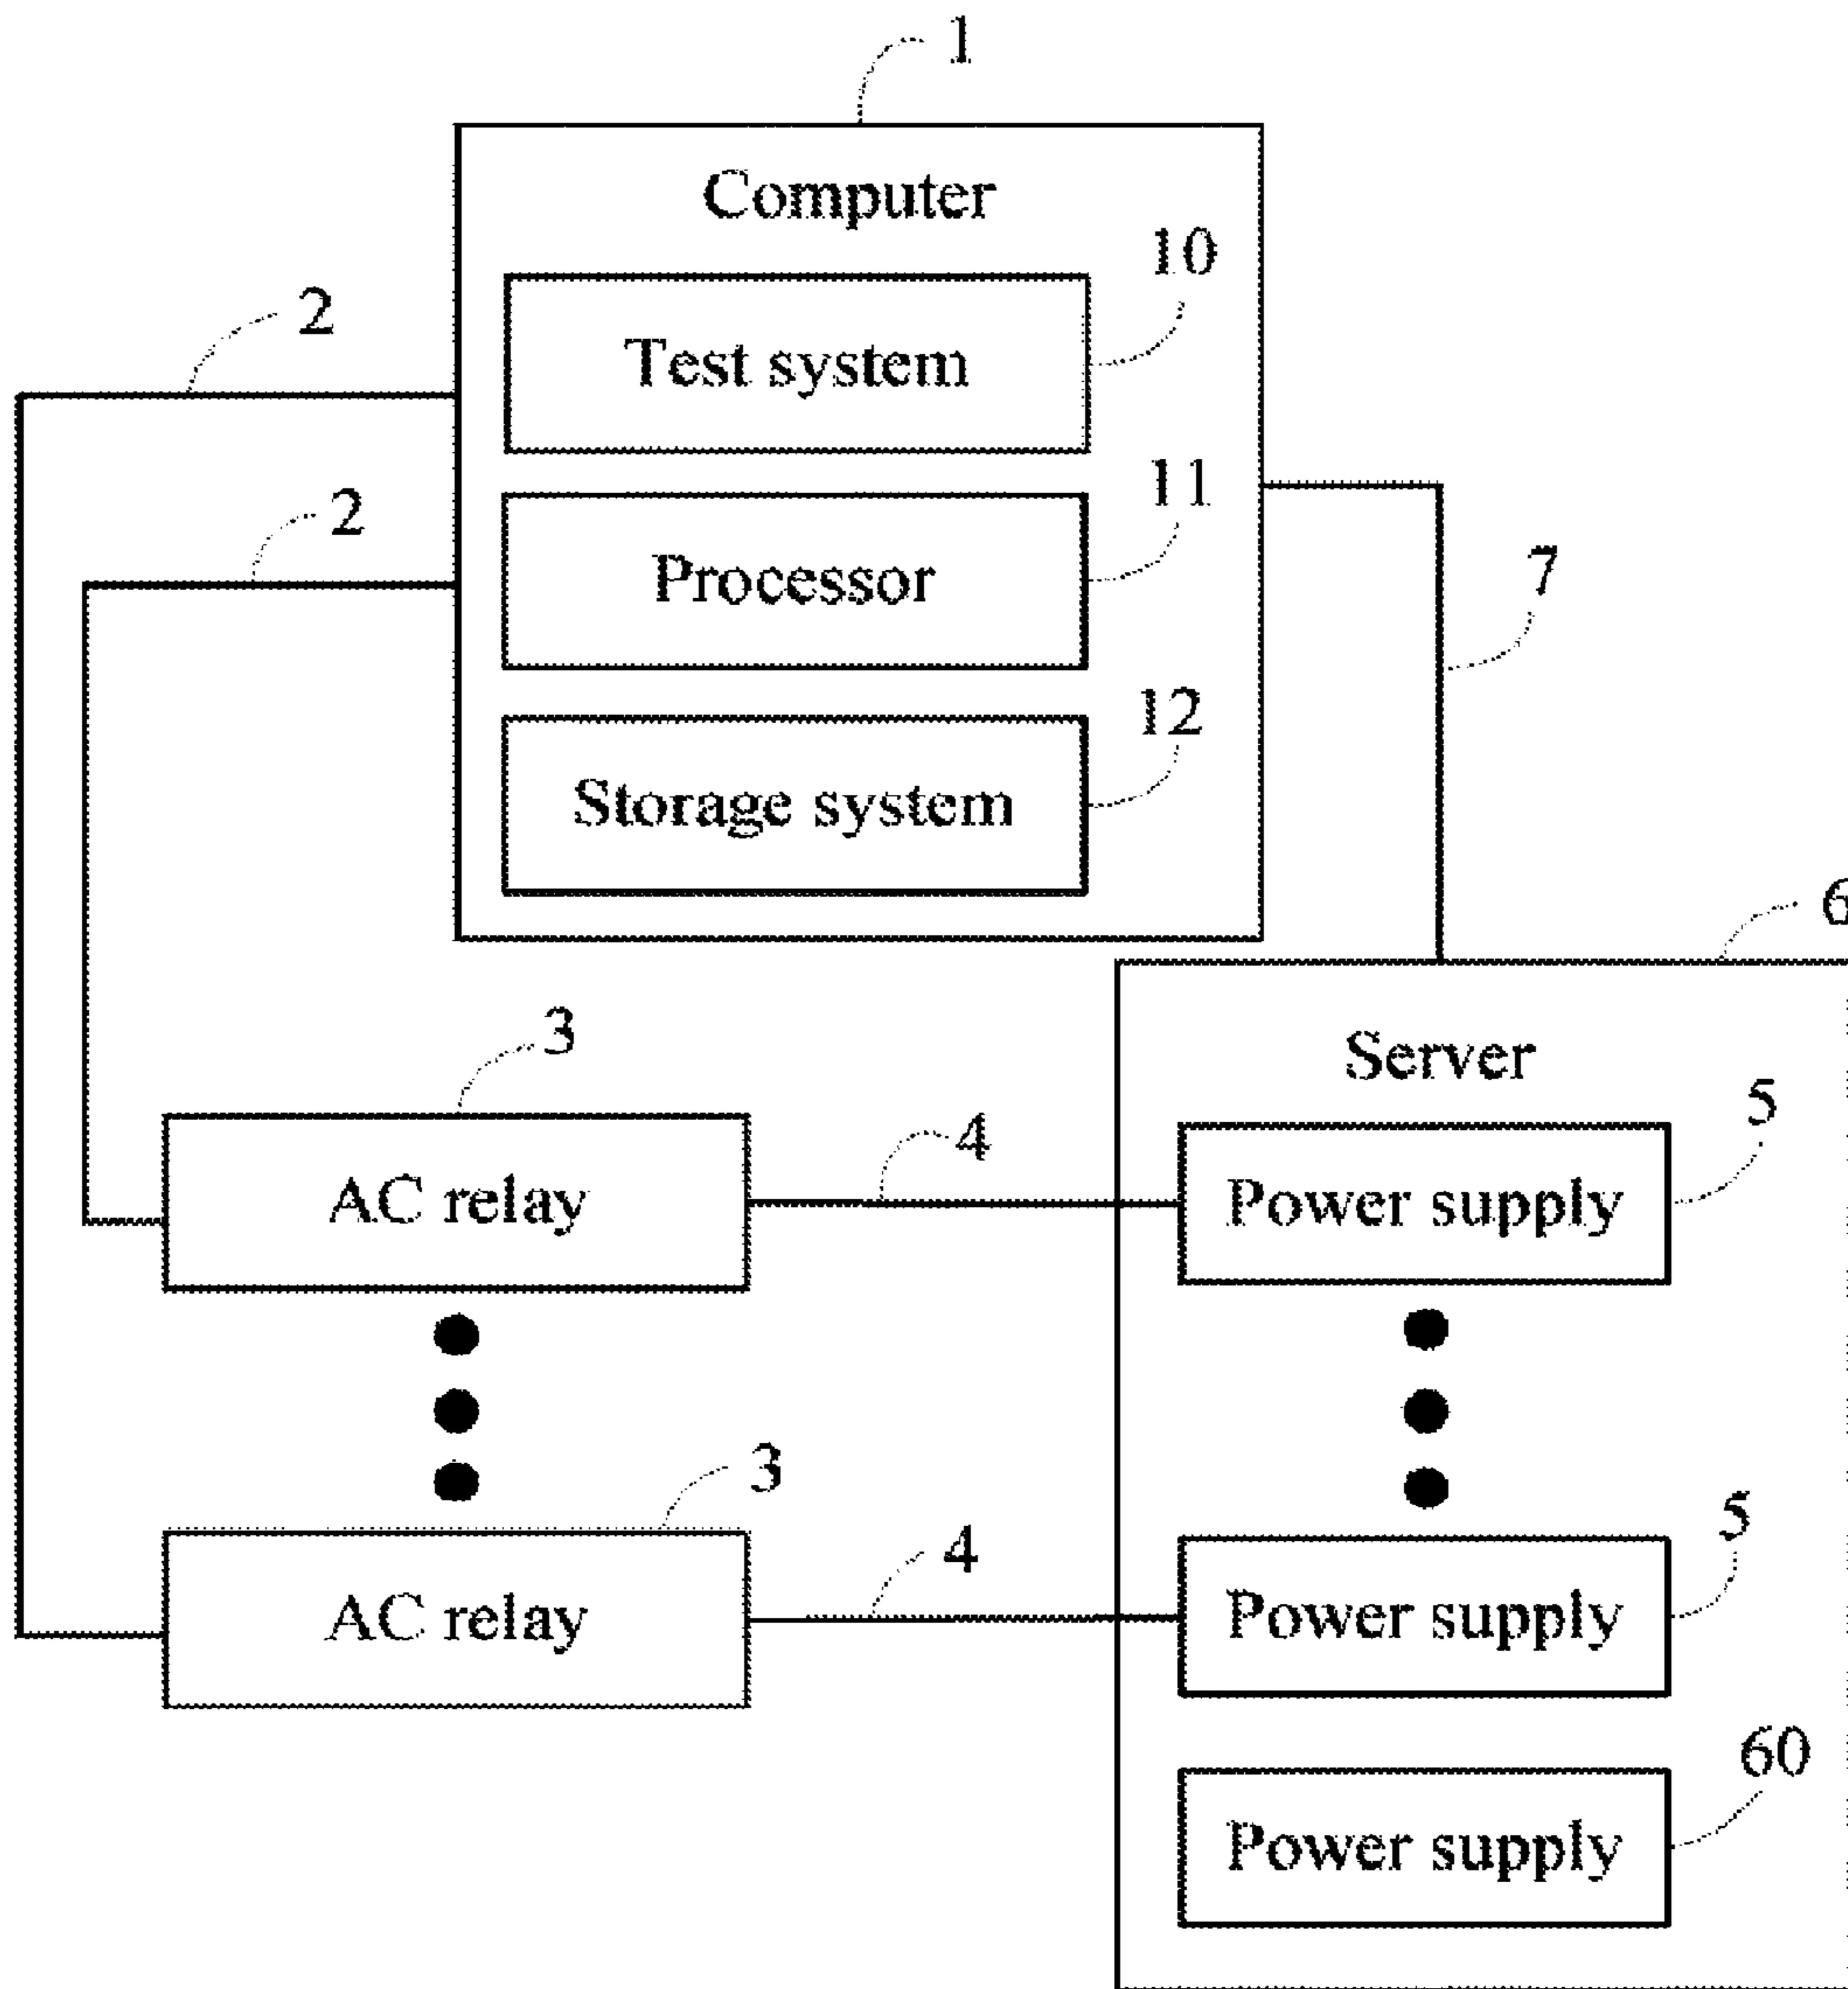 1
Computer
10
Test system
2
11
Processor
2
7
12
Storage system
6
Server
3
5
4
AC relay
Power supply
3
5
4
AC relay
Power supply
60
Power supply